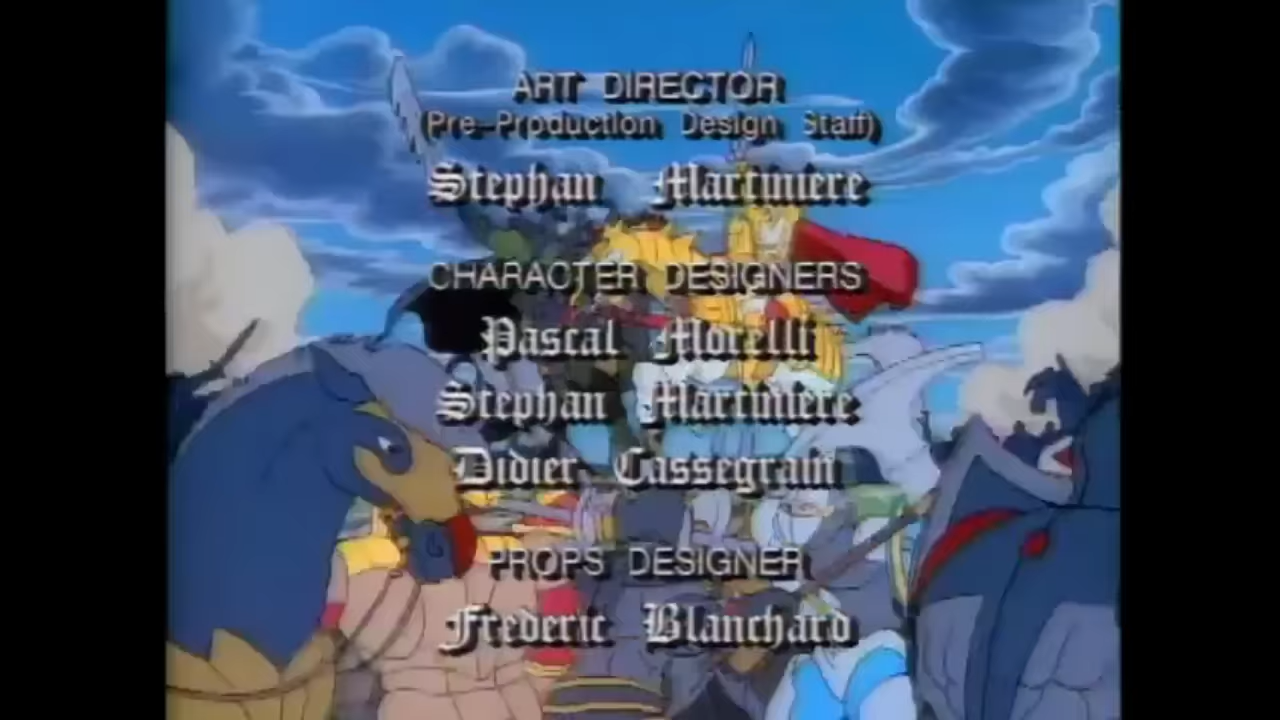 ART DIRECTOR
(Pre-Production Design Staff)
Stephan Martiniere
CHARACTER DESIGNERS
Pascal Morelli
Stephan Martiniere
Didier Cassegrain
PROPS DESIGNER
Frederic Blanchard